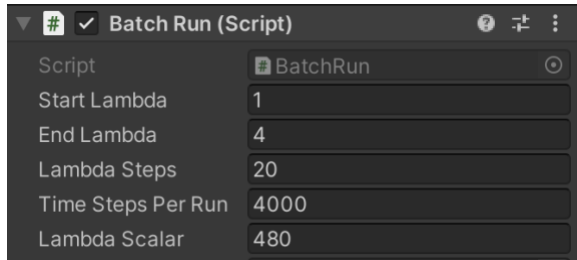 # Batch Run (Script)
Script # BatchRun
Start Lambda 1
End Lambda 4
Lambda Steps 20
Time Steps Per Run 4000
Lambda Scalar 480